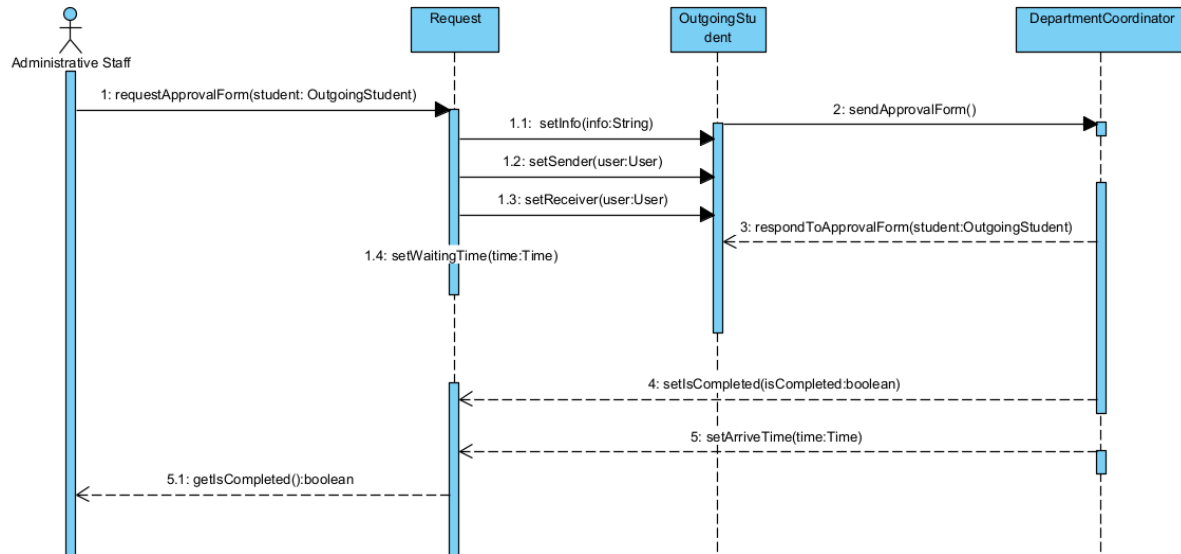 Request
OutgoingStu
dent
DepartmentCoordinator
Administrative Staff
1: requestApprovalForm(student: OutgoingStudent)
2: sendApprovalForm()
1.1:  setInfo(info:String)
1.2: setSender(user:User)
1.3: setReceiver(user:User)
3: respondToApprovalForm(student:OutgoingStudent)
1.4: setWaitingTime(time:Time)
4: setIsCompleted(isCompleted:boolean)
5: setArriveTime(time:Time)
5.1: getIsCompleted():boolean